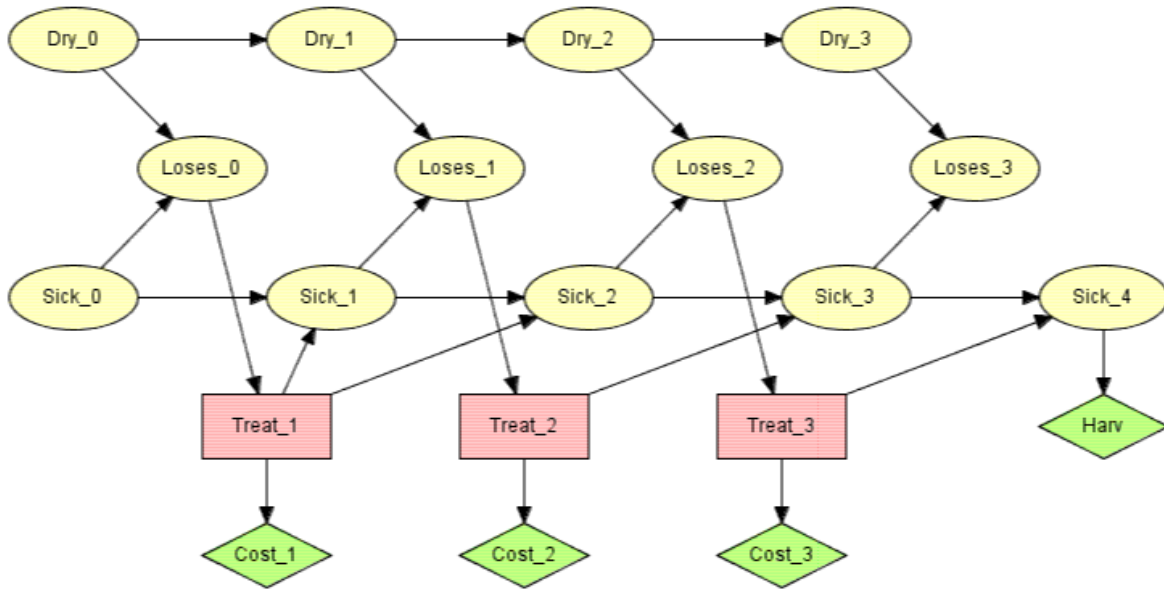 Dry_0
Dry_1
Dry_2
Dry_3
Loses_0
Loses_1
Loses_2
Loses_3
Sick_0
Sick_1
Sick_2
Sick_3
Sick_4
Treat_1
Treat_2
Treat_3
Harv
Cost_1
Cost_2
Cost_3